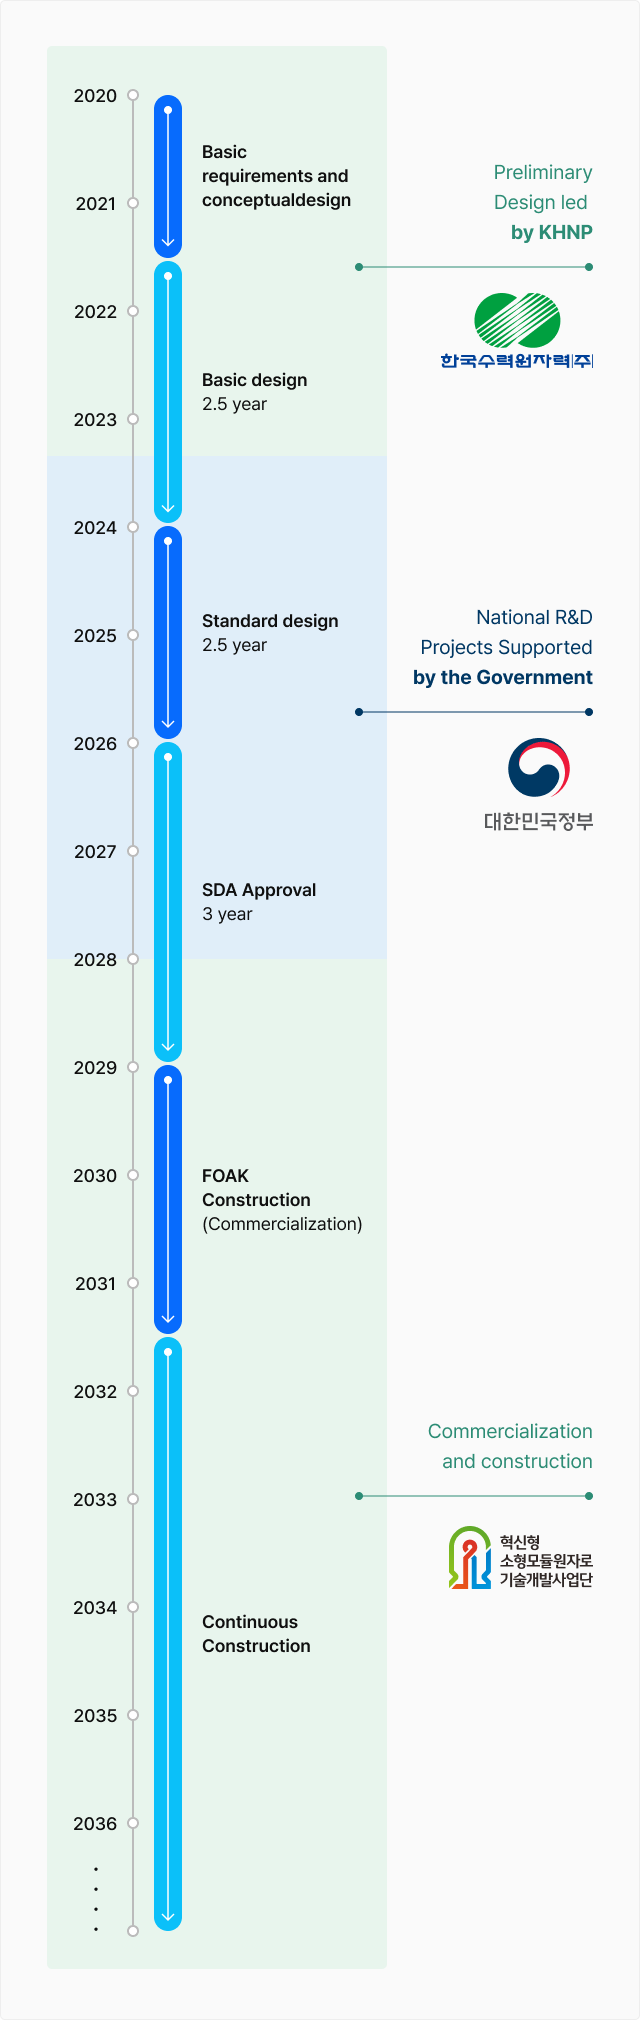 2020
Basic
requirements and
conceptualdesign
2021
Preliminary
Design led
by KHNP
한국수력원자력(주)
2022
Basic design
2.5 year
2023
2024
Standard design
2.5 year
2025
National R&D
Projects Supported
by the Government
대한민국정부
2026
2027
SDA Approval
3 year
2028
2029
2030
FOAK
Construction
(Commercialization)
2031
2032
Commercialization
and construction
혁신형
소형모듈원자로
기술개발사업단
2033
2034
Continuous
Construction
2035
2036